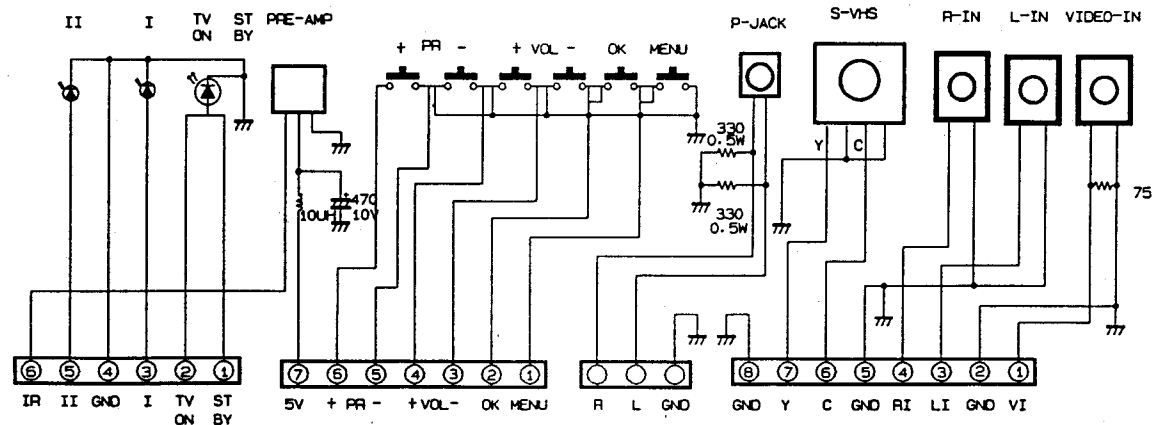 II I TV ON ST BY PRE-AMP
+ PR - + VOL - OK MENU
P-JACK S-VHS R-IN L-IN VIDEO-IN
330
0.5W
Y C
75
470
10UH 10V
330
0.5W
6 5 4 3 2 1
7 6 5 4 3 2 1
8 7 6 5 4 3 2 1
IR II GND I TV ON ST BY
5V + PR - + VOL - OK MENU
R L GND
GND Y C GND RI LI GND VI